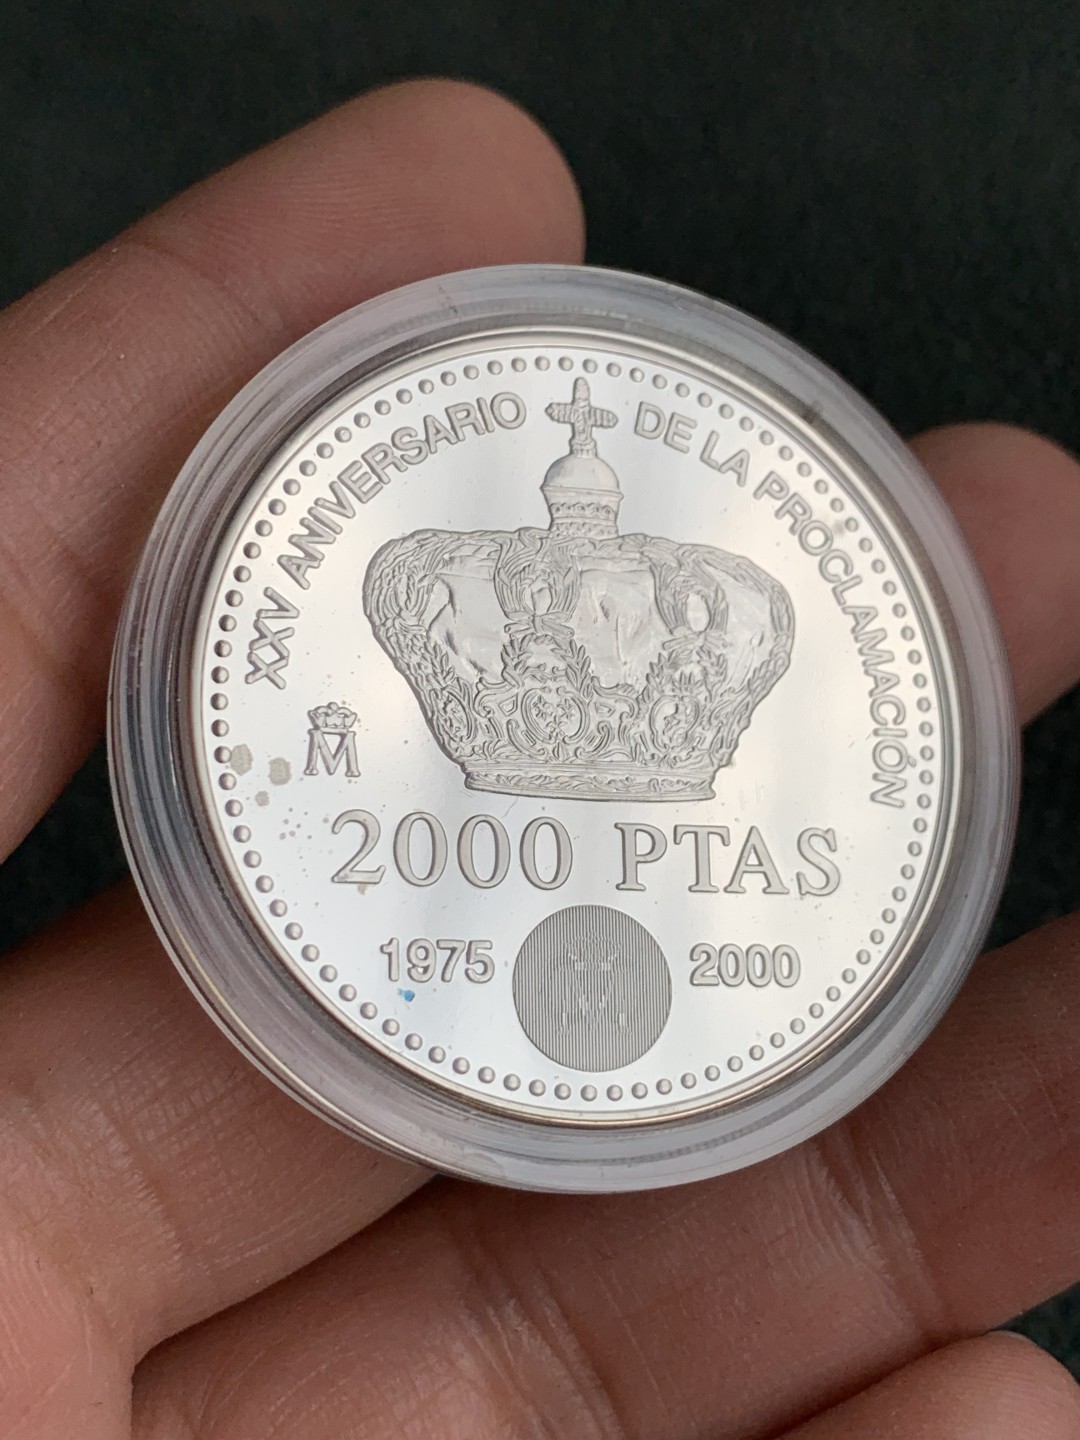 XXV ANIVERSARIO DE LA PROCLAMACIÓN
M
2000 PTAS
1975 2000
M